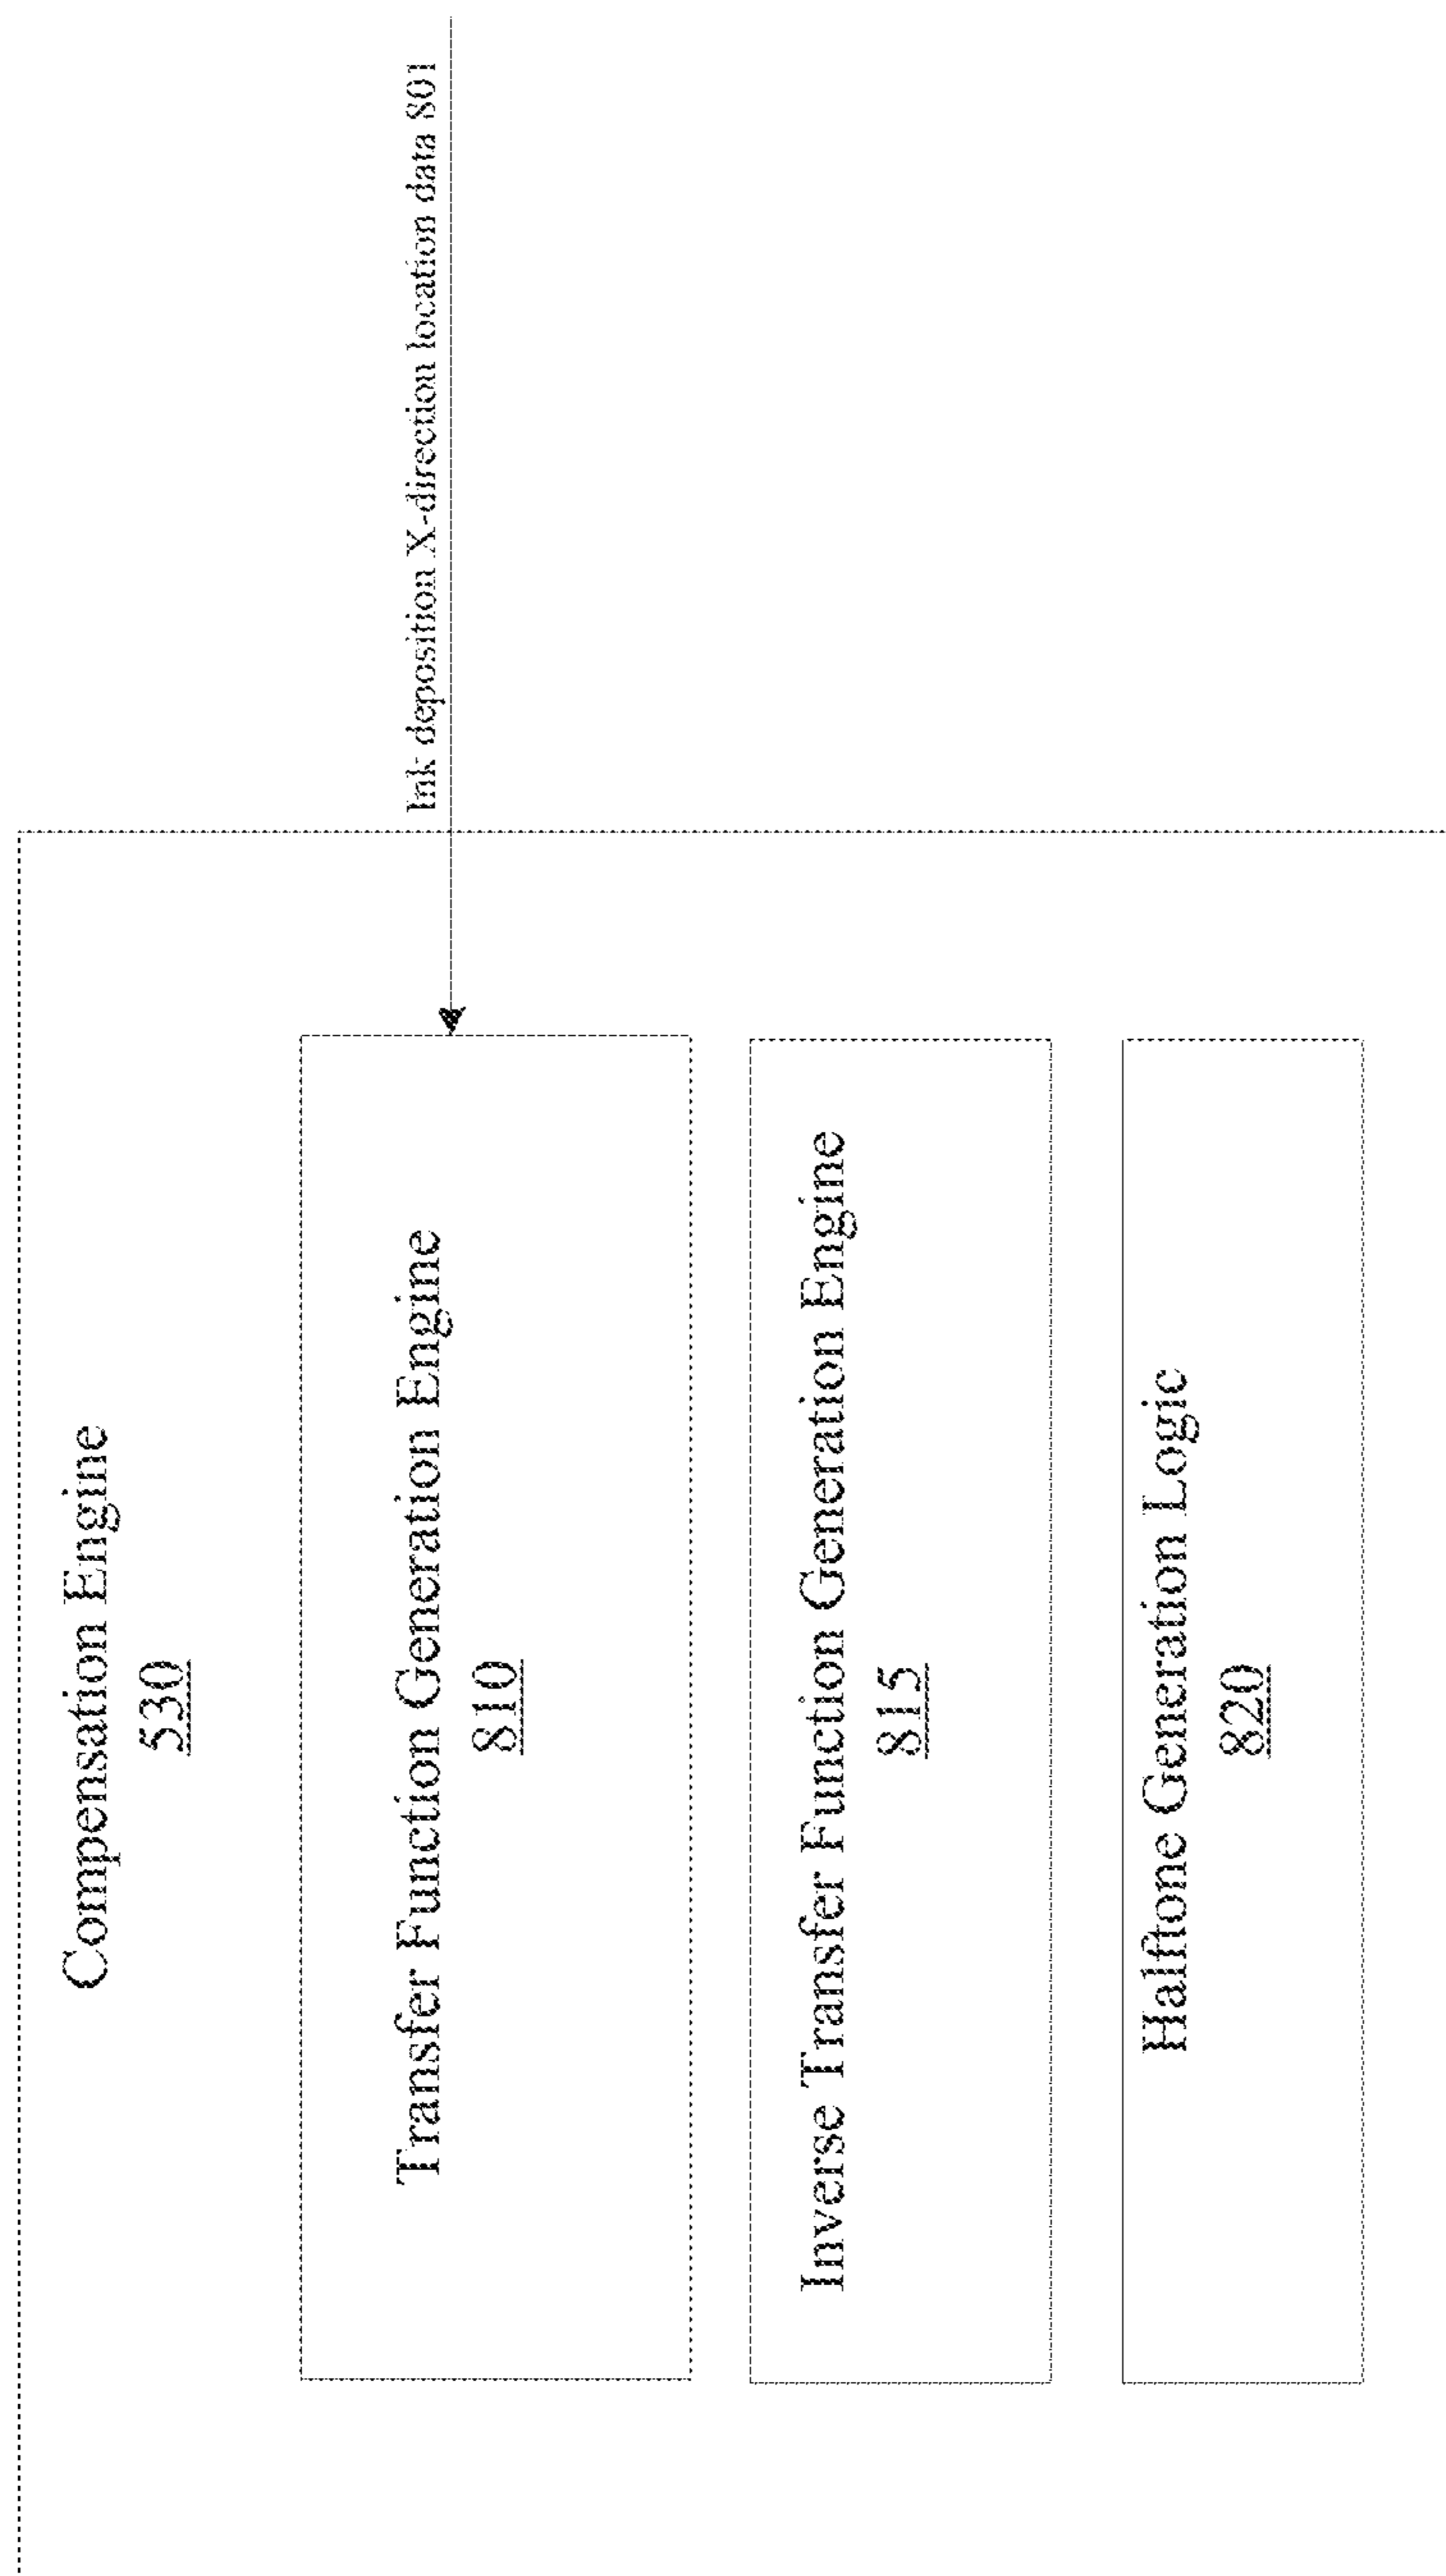 Compensation Engine
530
Ink deposition X-direction location data 801
Transfer Function Generation Engine
810
Inverse Transfer Function Generation Engine
815
Halftone Generation Logic
820